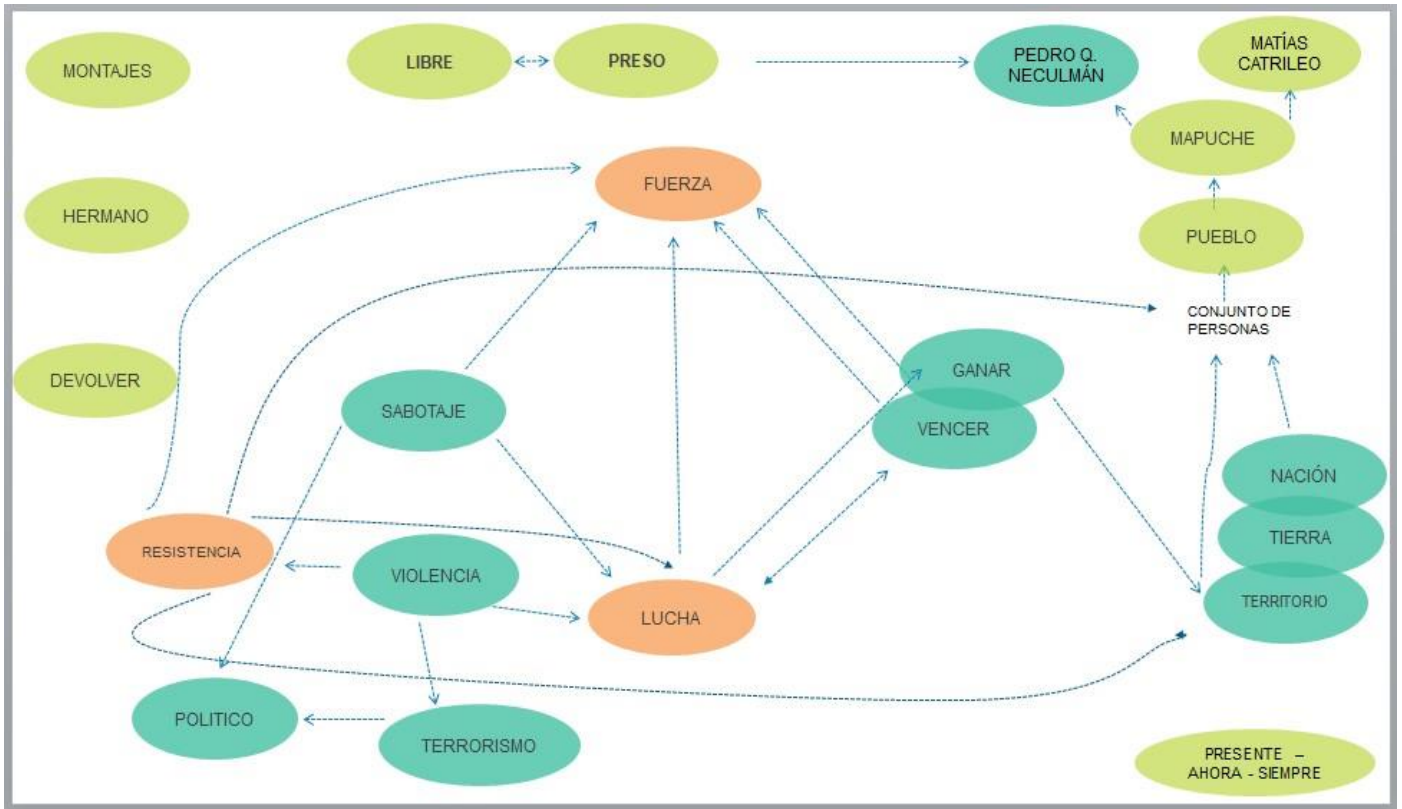 MONTAJES
LIBRE
PRESO
PEDRO Q.
NECULMÁN
MATÍAS
CATRILEO
MAPUCHE
FUERZA
HERMANO
PUEBLO
CONJUNTO DE
PERSONAS
DEVOLVER
GANAR
SABOTAJE
VENCER
NACIÓN
TIERRA
RESISTENCIA
VIOLENCIA
LUCHA
TERRITORIO
POLITICO
TERRORISMO
PRESENTE –
AHORA - SIEMPRE